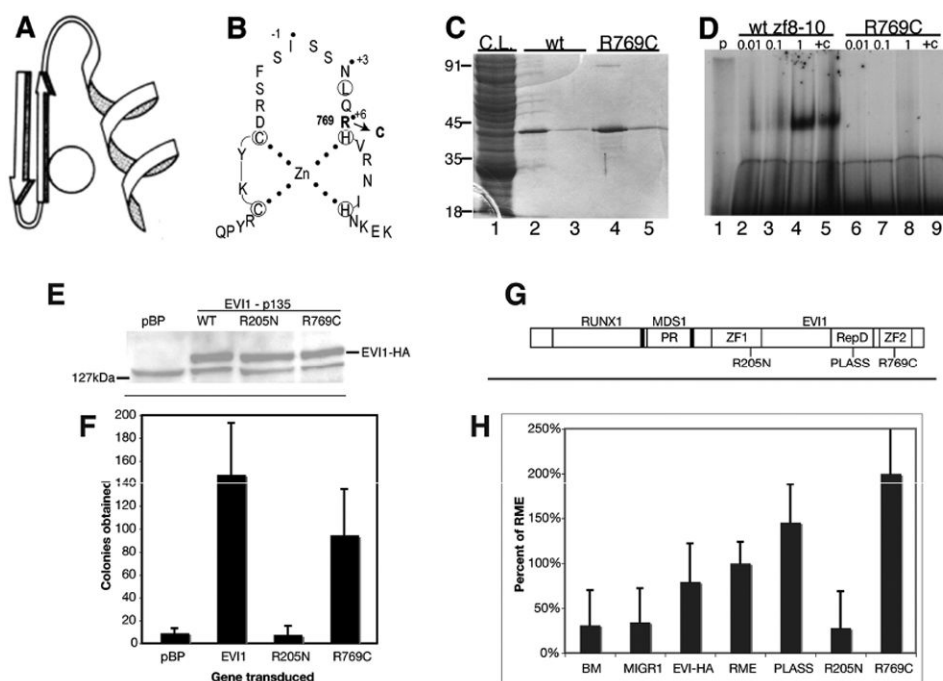 A
B
-1
I
S
S
S
S
F
N
+3
D
L
S
Q
R
769
R
+6
C
C
H
Y
V
Zn
R
K
N
C
H
I
QPYR
NKEK
C
C.L.
wt
R769C
91
45
35
18
1 2 3 4 5
D
wt zf8-10
R769C
p 0.01 0.1 1 +c 0.01 0.1 1 +c
1 2 3 4 5 6 7 8 9
E
EVI1 - p135
pBP WT R205N R769C
EVI1-HA
127kDa
F
Colonies obtained
200
180
160
140
120
100
80
60
40
20
0
pBP EVI1 R205N R769C
Gene transduced
G
RUNX1 MDS1 EVI1
PR ZF1 RepD ZF2
R205N PLASS R769C
H
Percent of RME
250%
200%
150%
100%
50%
0%
BM MIGR1 EVI-HA RME PLASS R205N R769C